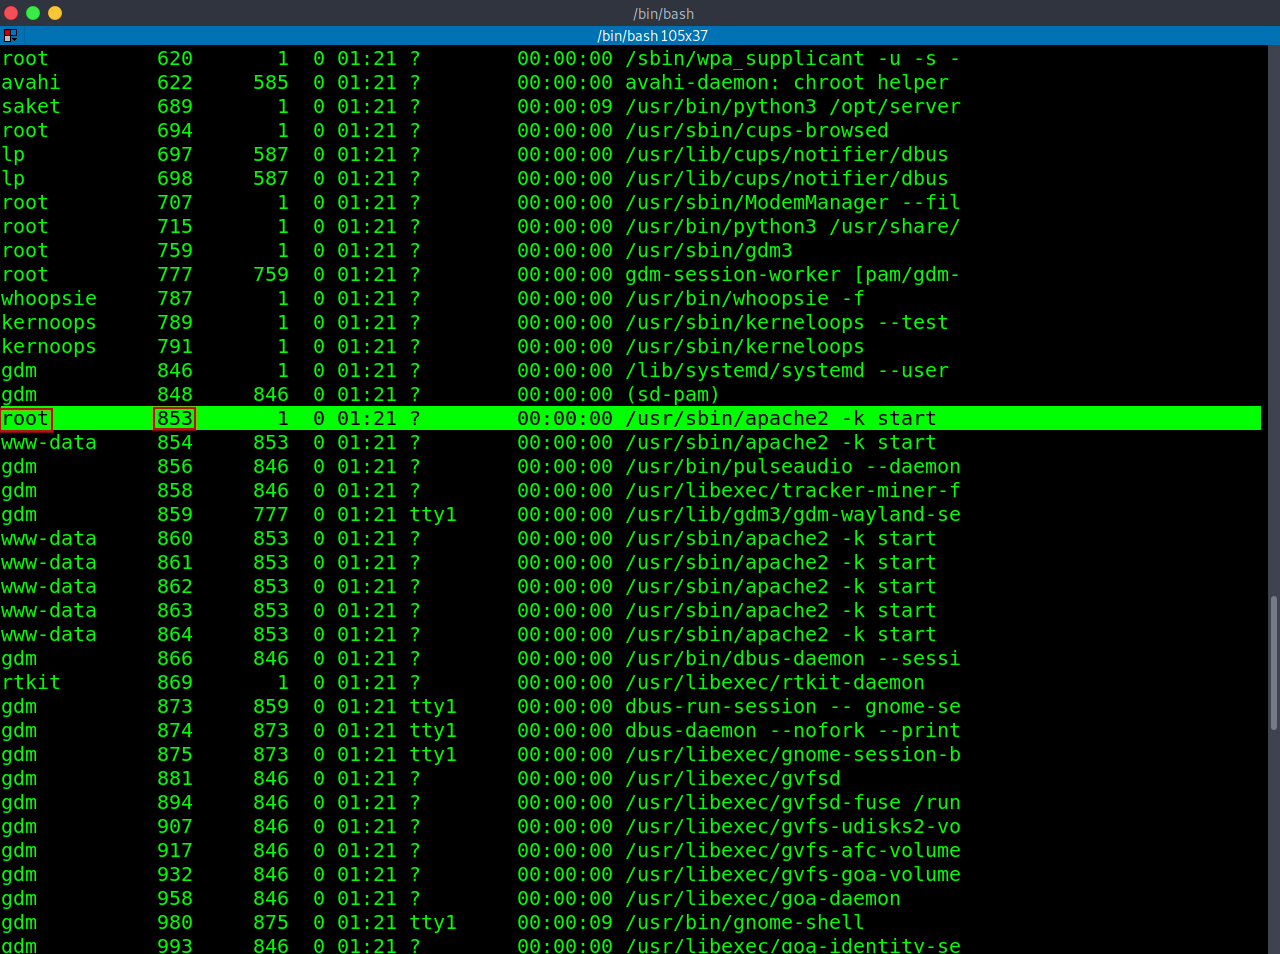 /bin/bash
/bin/bash 105x37
root 620 1 0 01:21 ? 00:00:00 /sbin/wpa_supplicant -u -s -
avahi 622 585 0 01:21 ? 00:00:00 avahi-daemon: chroot helper
saket 689 1 0 01:21 ? 00:00:09 /usr/bin/python3 /opt/server
root 694 1 0 01:21 ? 00:00:00 /usr/sbin/cups-browsed
lp 697 587 0 01:21 ? 00:00:00 /usr/lib/cups/notifier/dbus
lp 698 587 0 01:21 ? 00:00:00 /usr/lib/cups/notifier/dbus
root 707 1 0 01:21 ? 00:00:00 /usr/sbin/ModemManager --fil
root 715 1 0 01:21 ? 00:00:00 /usr/bin/python3 /usr/share/
root 759 1 0 01:21 ? 00:00:00 /usr/sbin/gdm3
root 777 759 0 01:21 ? 00:00:00 gdm-session-worker [pam/gdm-
whoopsie 787 1 0 01:21 ? 00:00:00 /usr/bin/whoopsie -f
kernoops 789 1 0 01:21 ? 00:00:00 /usr/sbin/kerneloops --test
kernoops 791 1 0 01:21 ? 00:00:00 /usr/sbin/kerneloops
gdm 846 1 0 01:21 ? 00:00:00 /lib/systemd/systemd --user
gdm 848 846 0 01:21 ? 00:00:00 (sd-pam)
root 853 1 0 01:21 ? 00:00:00 /usr/sbin/apache2 -k start
www-data 854 853 0 01:21 ? 00:00:00 /usr/sbin/apache2 -k start
gdm 856 846 0 01:21 ? 00:00:00 /usr/bin/pulseaudio --daemon
gdm 858 846 0 01:21 ? 00:00:00 /usr/libexec/tracker-miner-f
gdm 859 777 0 01:21 tty1 00:00:00 /usr/lib/gdm3/gdm-wayland-se
www-data 860 853 0 01:21 ? 00:00:00 /usr/sbin/apache2 -k start
www-data 861 853 0 01:21 ? 00:00:00 /usr/sbin/apache2 -k start
www-data 862 853 0 01:21 ? 00:00:00 /usr/sbin/apache2 -k start
www-data 863 853 0 01:21 ? 00:00:00 /usr/sbin/apache2 -k start
www-data 864 853 0 01:21 ? 00:00:00 /usr/sbin/apache2 -k start
gdm 866 846 0 01:21 ? 00:00:00 /usr/bin/dbus-daemon --sessi
rtkit 869 1 0 01:21 ? 00:00:00 /usr/libexec/rtkit-daemon
gdm 873 859 0 01:21 tty1 00:00:00 dbus-run-session -- gnome-se
gdm 874 873 0 01:21 tty1 00:00:00 dbus-daemon --nofork --print
gdm 875 873 0 01:21 tty1 00:00:00 /usr/libexec/gnome-session-b
gdm 881 846 0 01:21 ? 00:00:00 /usr/libexec/gvfsd
gdm 894 846 0 01:21 ? 00:00:00 /usr/libexec/gvfsd-fuse /run
gdm 907 846 0 01:21 ? 00:00:00 /usr/libexec/gvfs-udisks2-vo
gdm 917 846 0 01:21 ? 00:00:00 /usr/libexec/gvfs-afc-volume
gdm 932 846 0 01:21 ? 00:00:00 /usr/libexec/gvfs-goa-volume
gdm 958 846 0 01:21 ? 00:00:00 /usr/libexec/goa-daemon
gdm 980 875 0 01:21 tty1 00:00:09 /usr/bin/gnome-shell
gdm 993 846 0 01:21 ? 00:00:00 /usr/libexec/goa-identity-se